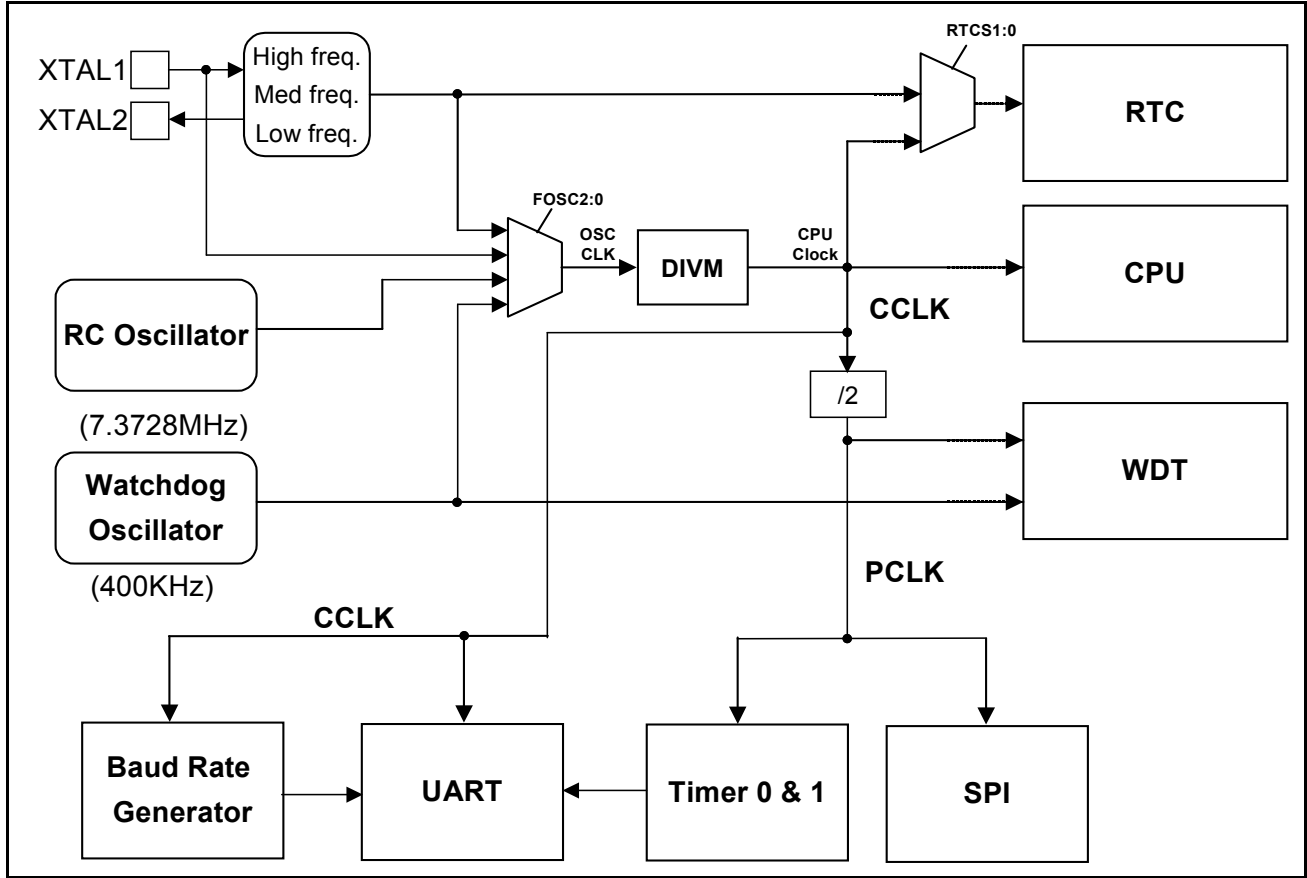 RTCS1:0
XTAL1
High freq.
XTAL2
Med freq.
Low freq.
RTC
FOSC2:0
OSC
CLK
DIVM
CPU
Clock
CPU
RC Oscillator
CCLK
(7.3728MHz)
/2
Watchdog
Oscillator
WDT
(400KHz)
PCLK
CCLK
Baud Rate
Generator
UART
Timer 0 & 1
SPI